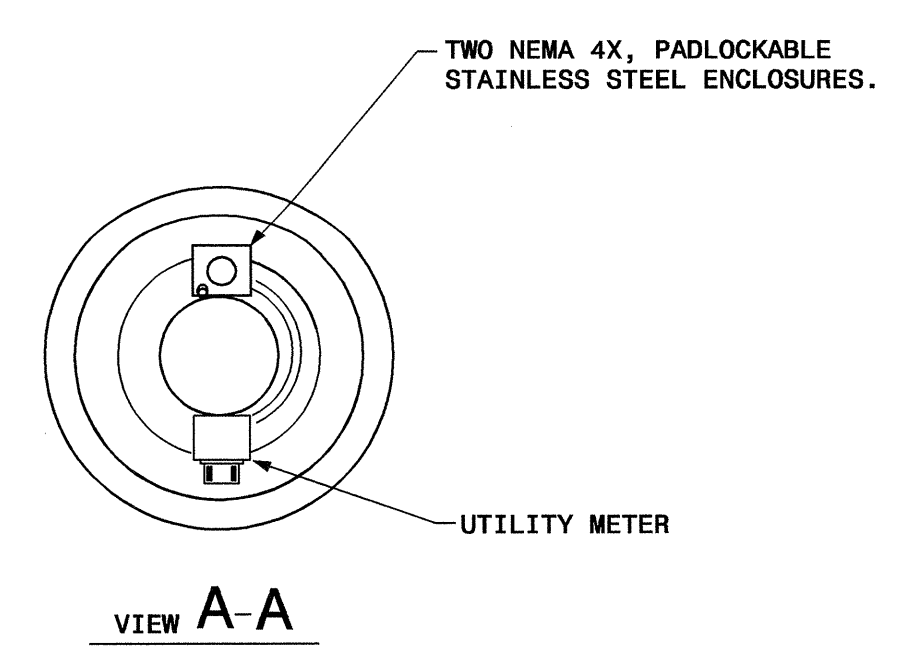 TWO NEMA 4X, PADLOCKABLE
STAINLESS STEEL ENCLOSURES.
UTILITY METER
VIEW A-A